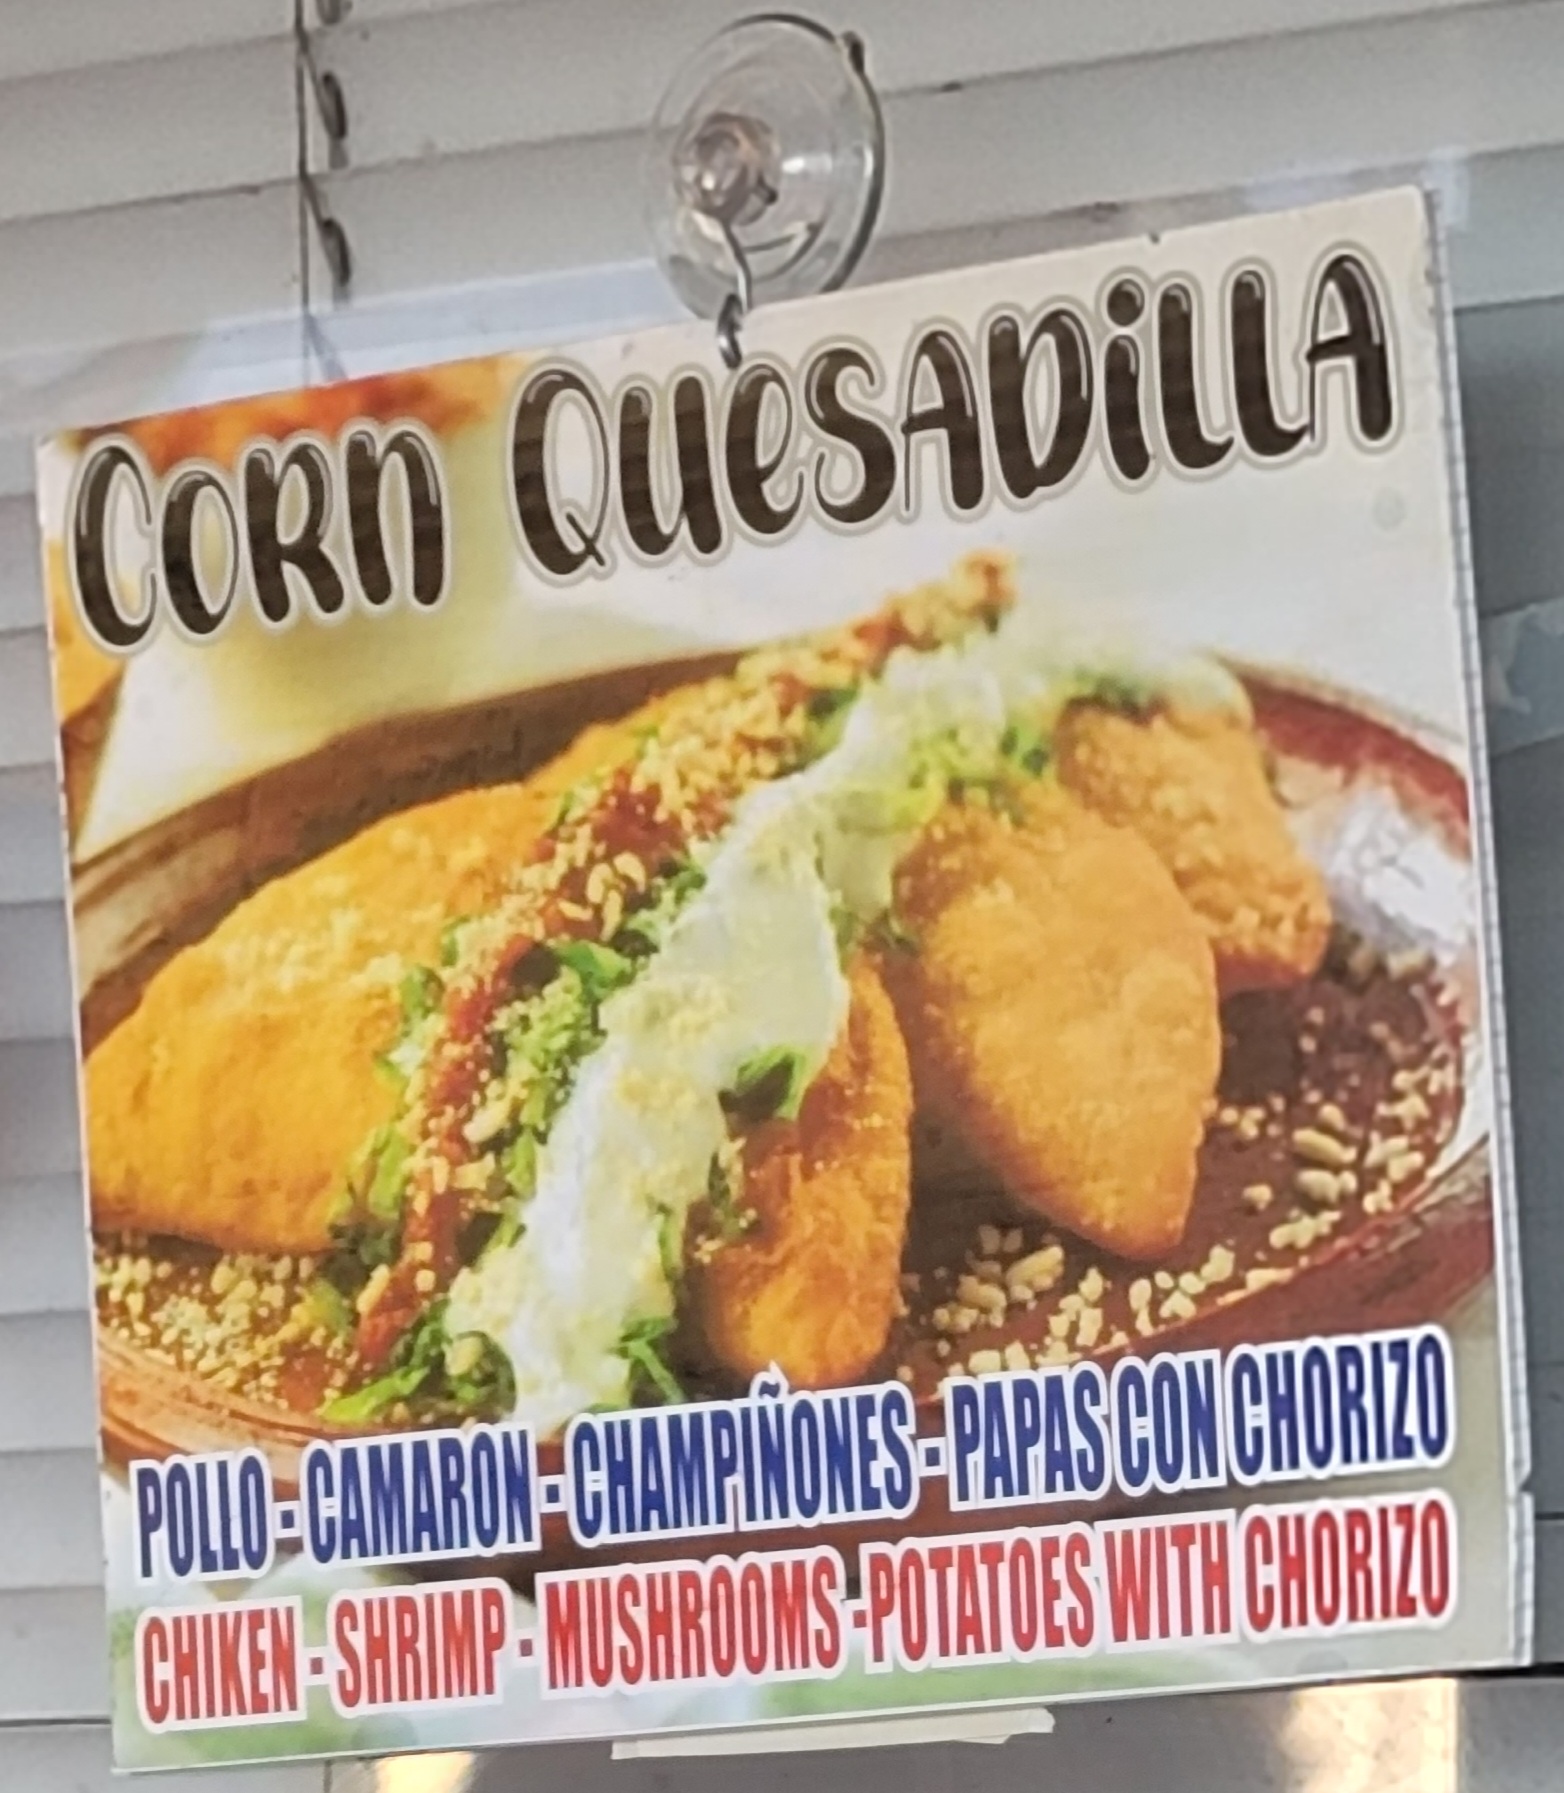 CORN QUESADILLA
POLLO - CAMARON - CHAMPIÑONES - PAPAS CON CHORIZO
CHIKEN - SHRIMP - MUSHROOMS -POTATOES WITH CHORIZO